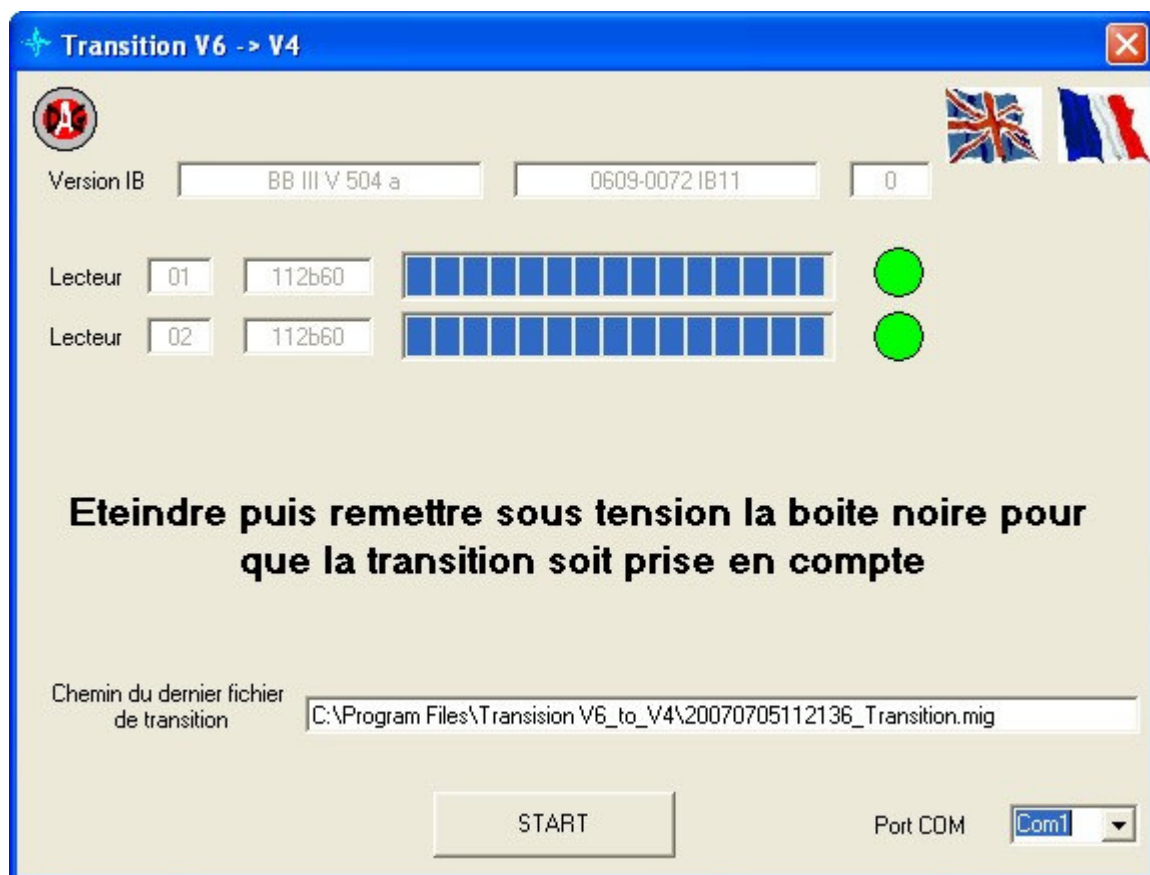 Transition V6 -> V4
DAG
Version IB BB III V 504 a 0609-0072 IB11 0
Lecteur 01 112b60
Lecteur 02 112b60
Eteindre puis remettre sous tension la boite noire pour
que la transition soit prise en compte
Chemin du dernier fichier
de transition
C:\Program Files\Transision V6_to_V4\20070705112136_Transition.mig
START Port COM Com1